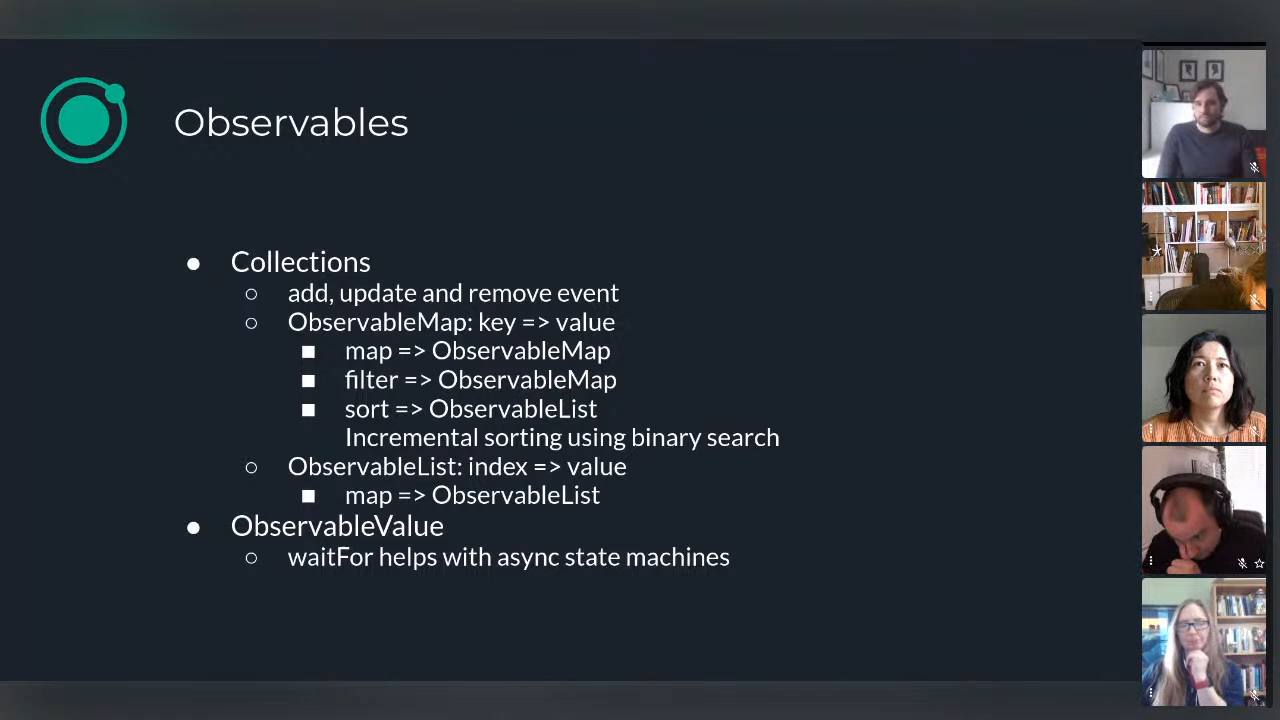 Observables
● Collections
○ add, update and remove event
○ ObservableMap: key => value
■ map => ObservableMap
■ filter => ObservableMap
■ sort => ObservableList
Incremental sorting using binary search
○ ObservableList: index => value
■ map => ObservableList
● ObservableValue
○ waitFor helps with async state machines